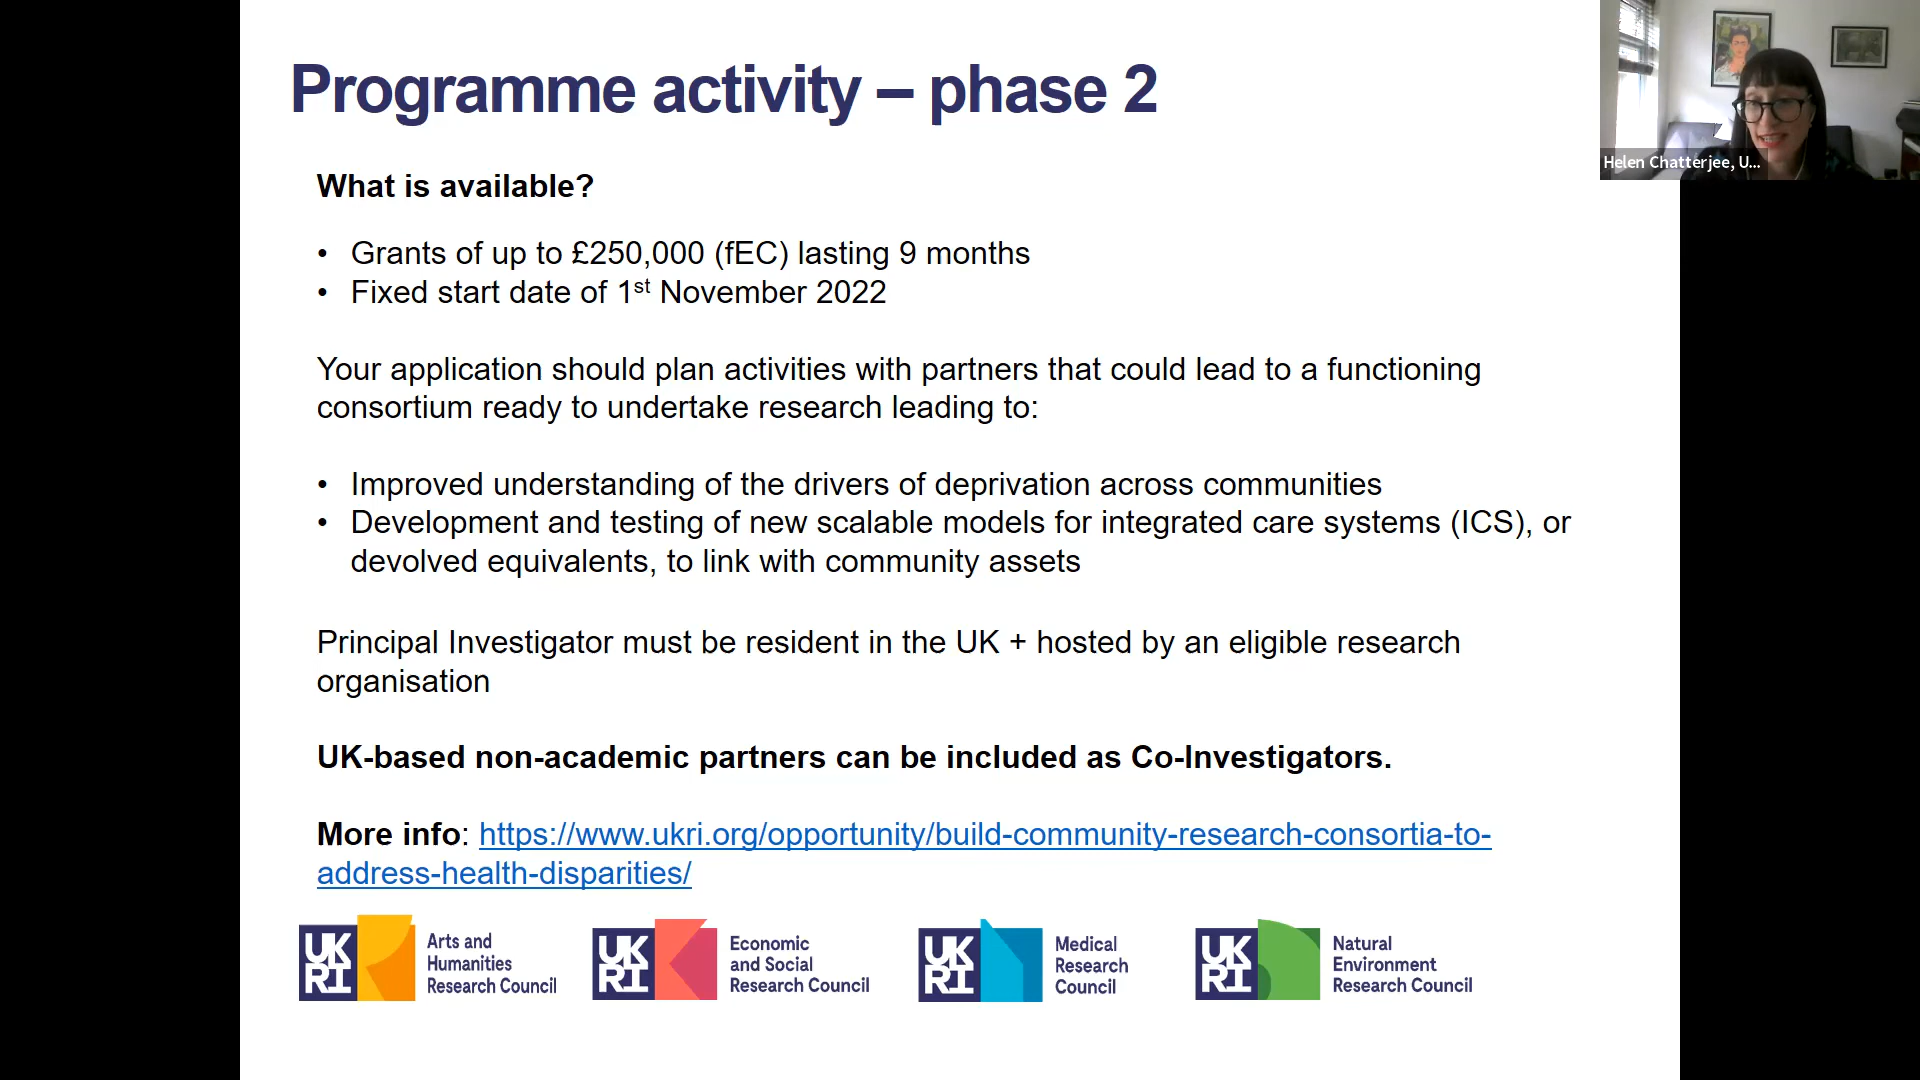 Programme activity – phase 2
Helen Chatterjee, U...
What is available?
• Grants of up to £250,000 (fEC) lasting 9 months
• Fixed start date of 1st November 2022
Your application should plan activities with partners that could lead to a functioning
consortium ready to undertake research leading to:
• Improved understanding of the drivers of deprivation across communities
• Development and testing of new scalable models for integrated care systems (ICS), or
devolved equivalents, to link with community assets
Principal Investigator must be resident in the UK + hosted by an eligible research
organisation
UK-based non-academic partners can be included as Co-Investigators.
More info: https://www.ukri.org/opportunity/build-community-research-consortia-to-
address-health-disparities/
UK
RI
Arts and
Humanities
Research Council
UK
RI
Economic
and Social
Research Council
UK
RI
Medical
Research
Council
UK
RI
Natural
Environment
Research Council